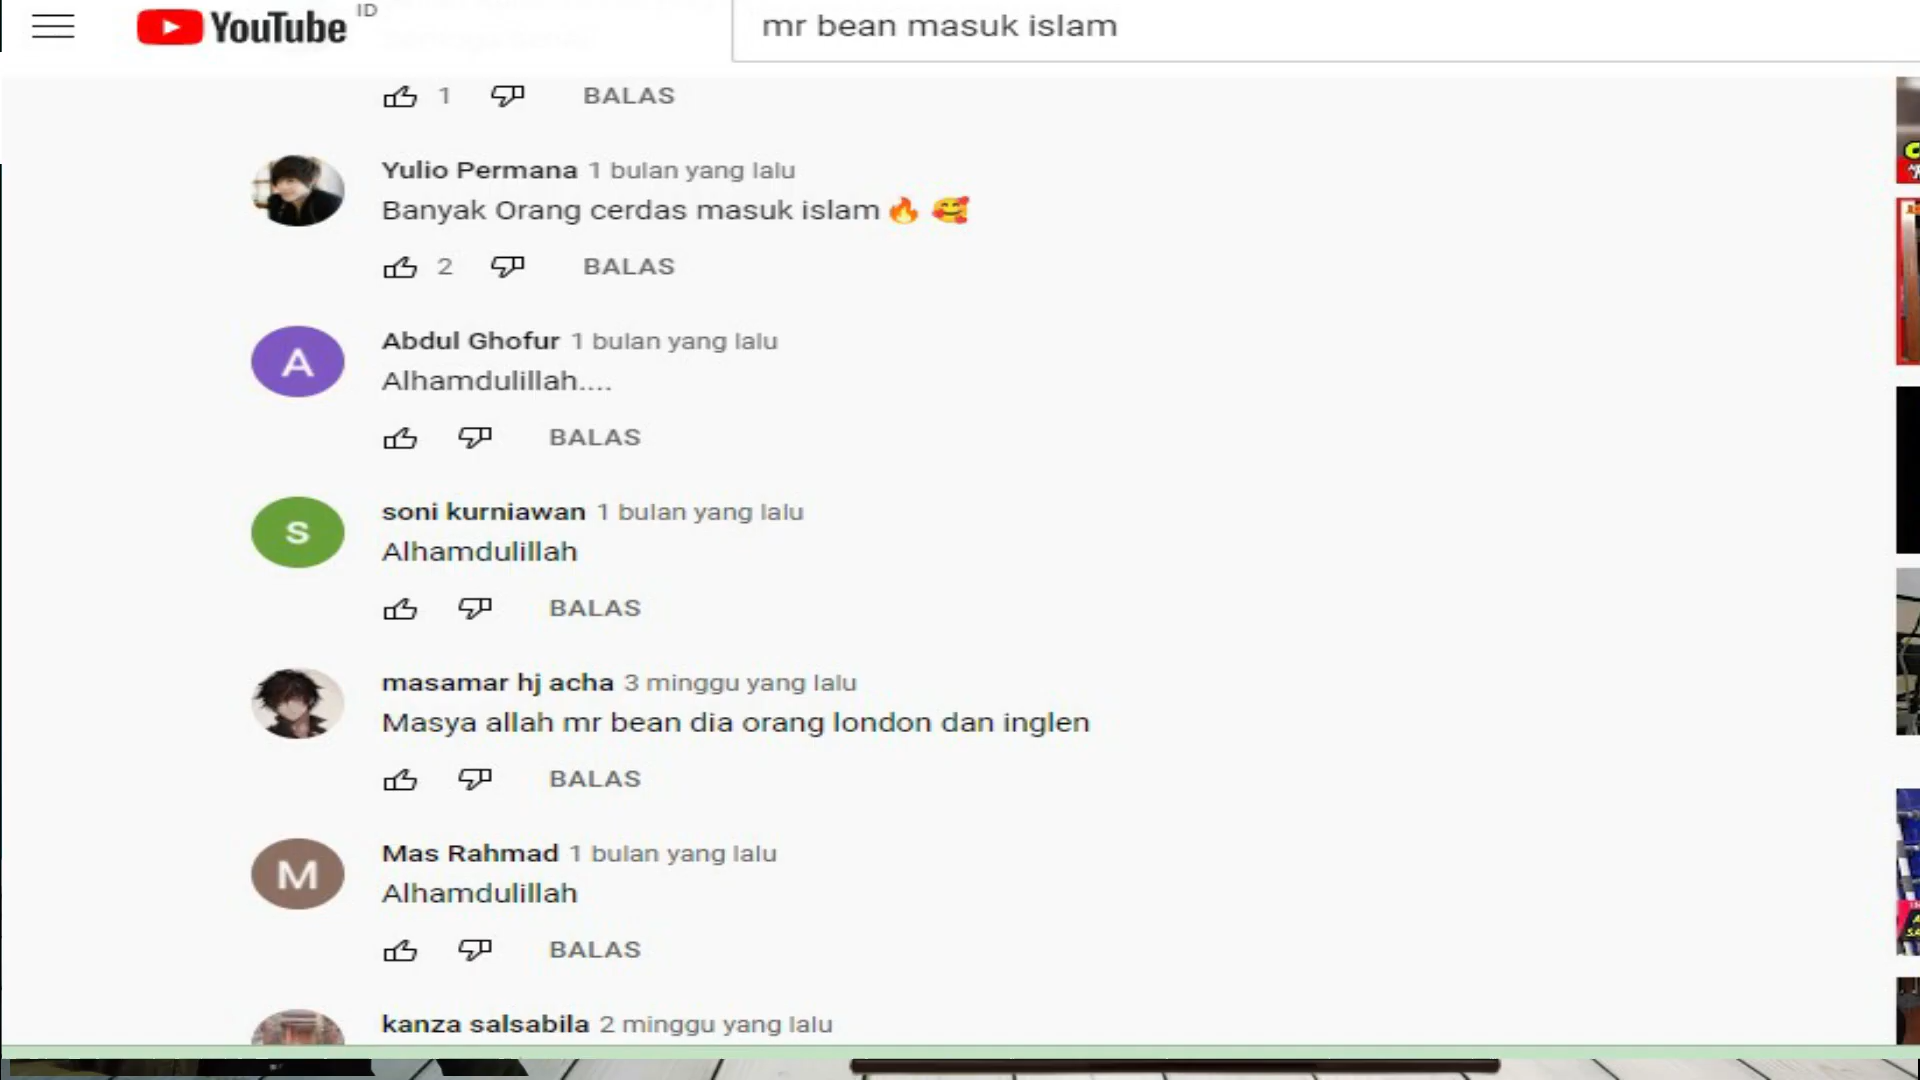 YouTube ID
mr bean masuk islam
1 BALAS
Yulio Permana 1 bulan yang lalu
Banyak Orang cerdas masuk islam 🔥 🥰
2 BALAS
A
Abdul Ghofur 1 bulan yang lalu
Alhamdulillah....
BALAS
S
soni kurniawan 1 bulan yang lalu
Alhamdulillah
BALAS
masamar hj acha 3 minggu yang lalu
Masya allah mr bean dia orang london dan inglen
BALAS
M
Mas Rahmad 1 bulan yang lalu
Alhamdulillah
BALAS
kanza salsabila 2 minggu yang lalu